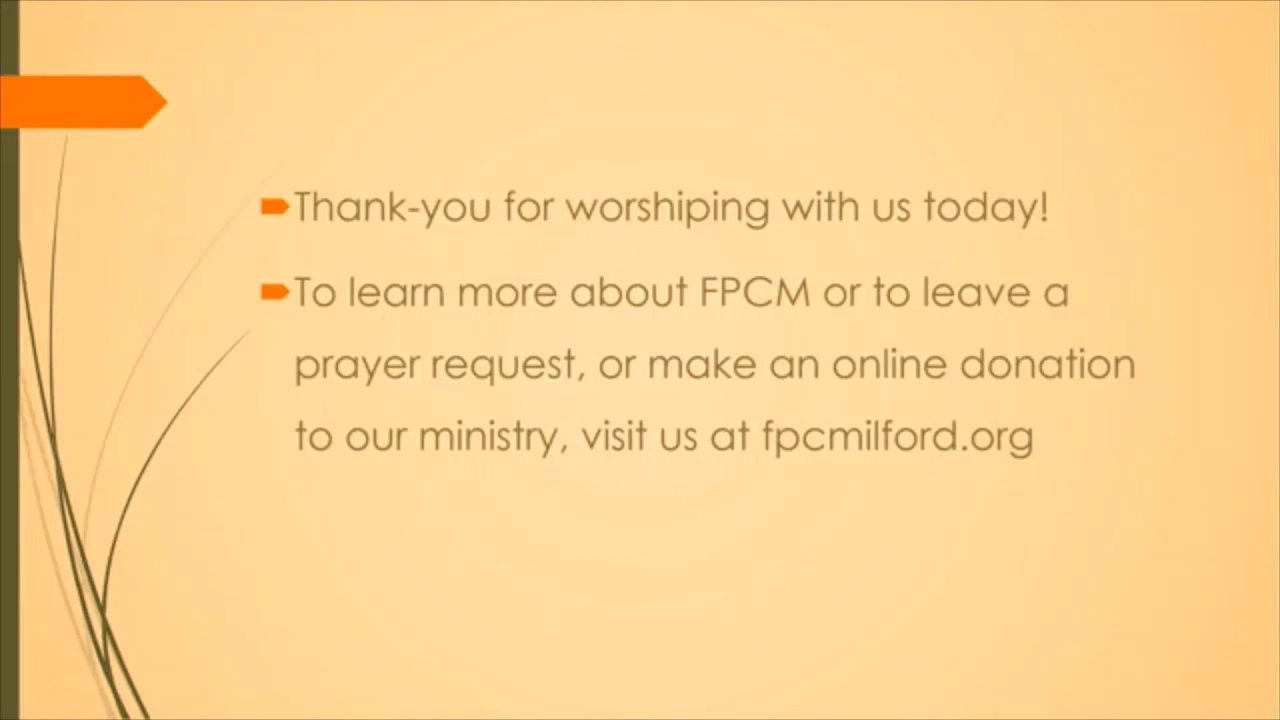 Thank-you for worshiping with us today!
To learn more about FPCM or to leave a
prayer request, or make an online donation
to our ministry, visit us at fpcmilford.org